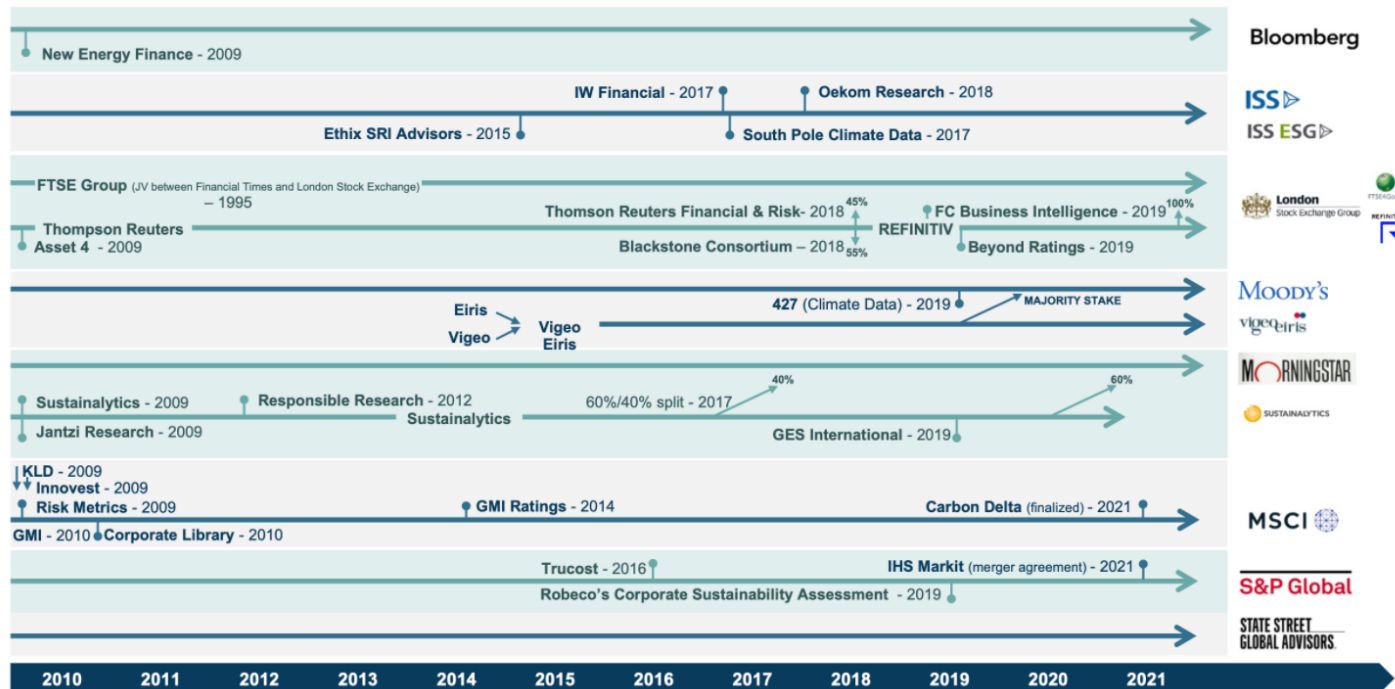 New Energy Finance - 2009
Bloomberg
IW Financial - 2017
Oekom Research - 2018
Ethix SRI Advisors - 2015
South Pole Climate Data - 2017
ISS
ISS ESG
FTSE Group (JV between Financial Times and London Stock Exchange)
– 1995
Thompson Reuters
Asset 4 - 2009
Thomson Reuters Financial & Risk- 2018
45%
Blackstone Consortium – 2018
55%
REFINITIV
FC Business Intelligence - 2019
100%
Beyond Ratings - 2019
London
Stock Exchange Group
427 (Climate Data) - 2019
MAJORITY STAKE
Eiris
Vigeo
Vigeo
Eiris
MOODY'S
vigeoeiris
Sustainalytics - 2009
Jantzi Research - 2009
Responsible Research - 2012
Sustainalytics
60%/40% split - 2017
40%
GES International - 2019
60%
MORNINGSTAR
SUSTAINALYTICS
KLD - 2009
Innovest - 2009
Risk Metrics - 2009
GMI - 2010
Corporate Library - 2010
GMI Ratings - 2014
Carbon Delta (finalized) - 2021
MSCI
Trucost - 2016
IHS Markit (merger agreement) - 2021
Robeco's Corporate Sustainability Assessment - 2019
S&P Global
STATE STREET
GLOBAL ADVISORS
2010 2011 2012 2013 2014 2015 2016 2017 2018 2019 2020 2021